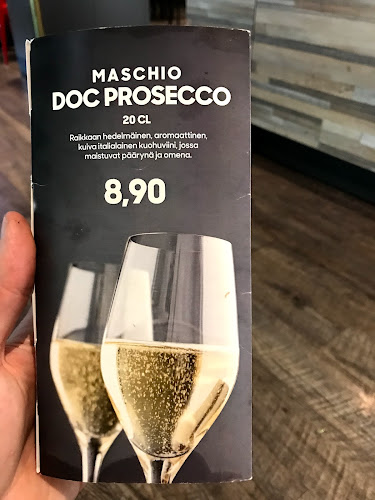 MASCHIO
DOC PROSECCO
20 CL
Raikkaan hedelmäinen, aromaattinen,
kuiva italialainen kuohuviini, jossa
maistuvat päärynä ja omena.
8,90